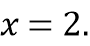 x = 2.